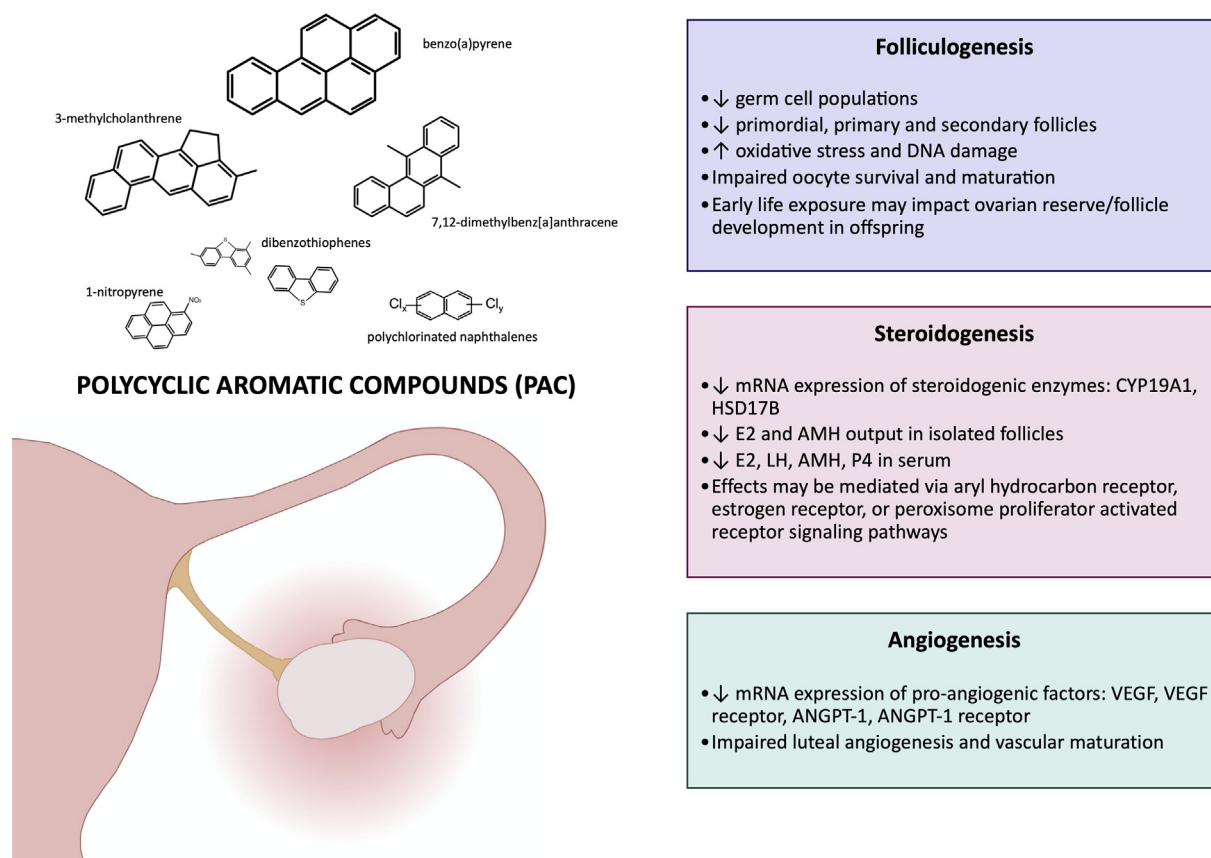 benzo(a)pyrene
3-methylcholanthrene
7,12-dimethylbenz[a]anthracene
dibenzothiophenes
S
S
1-nitropyrene
NO₂
Clₓ
Cly
polychlorinated naphthalenes
POLYCYCLIC AROMATIC COMPOUNDS (PAC)
Folliculogenesis
•↓ germ cell populations
•↓ primordial, primary and secondary follicles
•↑ oxidative stress and DNA damage
•Impaired oocyte survival and maturation
•Early life exposure may impact ovarian reserve/follicle
development in offspring
Steroidogenesis
•↓ mRNA expression of steroidogenic enzymes: CYP19A1,
HSD17B
•↓ E2 and AMH output in isolated follicles
•↓ E2, LH, AMH, P4 in serum
•Effects may be mediated via aryl hydrocarbon receptor,
estrogen receptor, or peroxisome proliferator activated
receptor signaling pathways
Angiogenesis
•↓ mRNA expression of pro-angiogenic factors: VEGF, VEGF
receptor, ANGPT-1, ANGPT-1 receptor
•Impaired luteal angiogenesis and vascular maturation